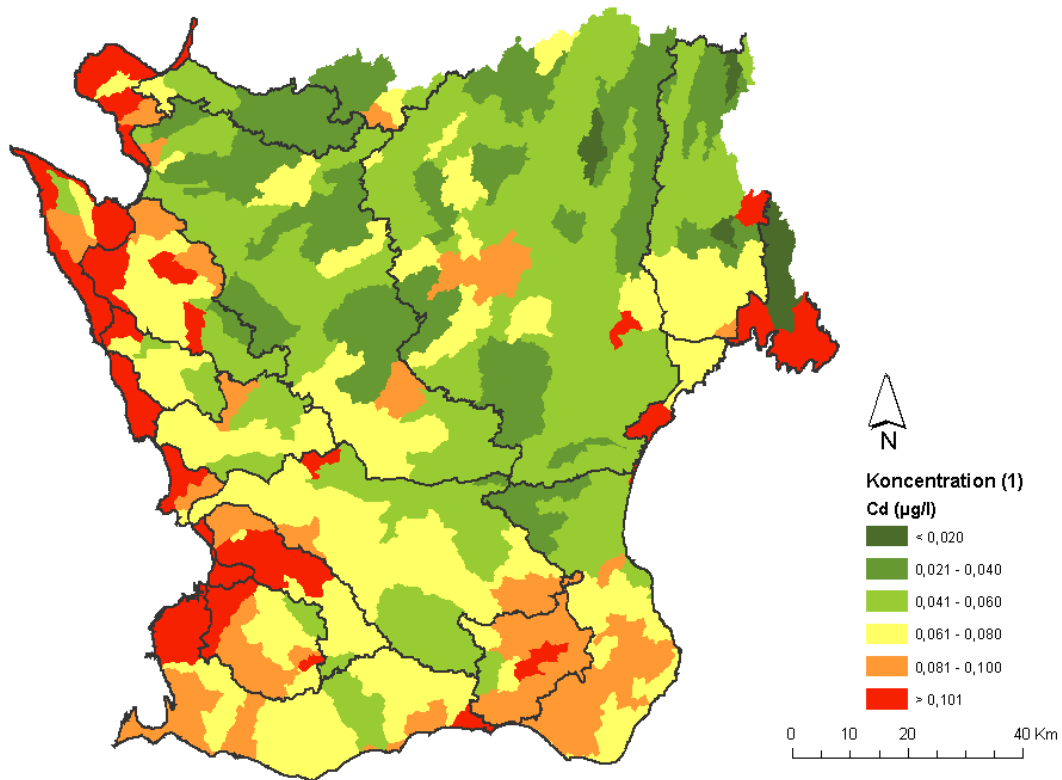 N
Koncentration (1)
Cd (µg/l)
< 0,020
0,021 - 0,040
0,041 - 0,060
0,061 - 0,080
0,081 - 0,100
> 0,101
0 10 20 40 Km